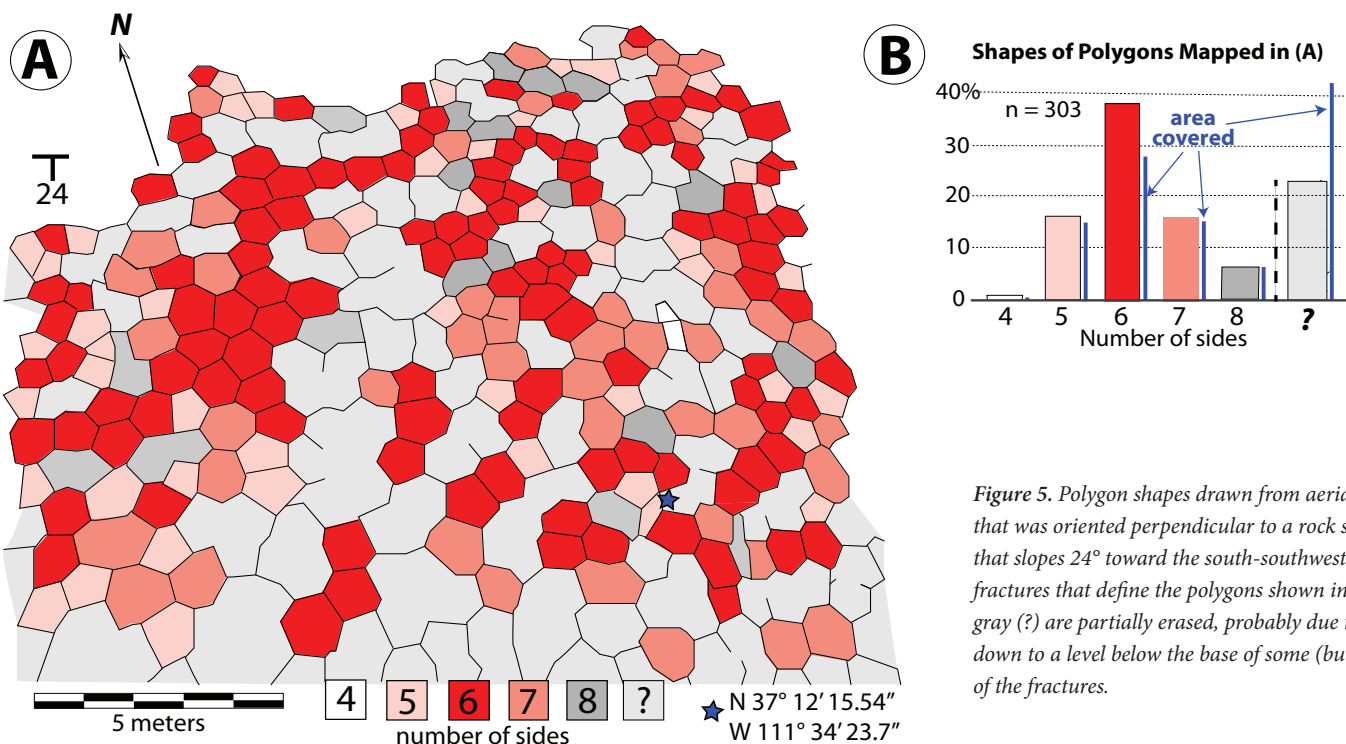 A
N
24
5 meters
4 5 6 7 8 ?
number of sides
N 37° 12’ 15.54”
W 111° 34’ 23.7”
B
Shapes of Polygons Mapped in (A)
40%
n = 303
area
covered
30
20
10
0
4 5 6 7 8 ?
Number of sides
Figure 5. Polygon shapes drawn from aeria
that was oriented perpendicular to a rock s
that slopes 24° toward the south-southwest
fractures that define the polygons shown in
gray (?) are partially erased, probably due
down to a level below the base of some (bu
of the fractures.